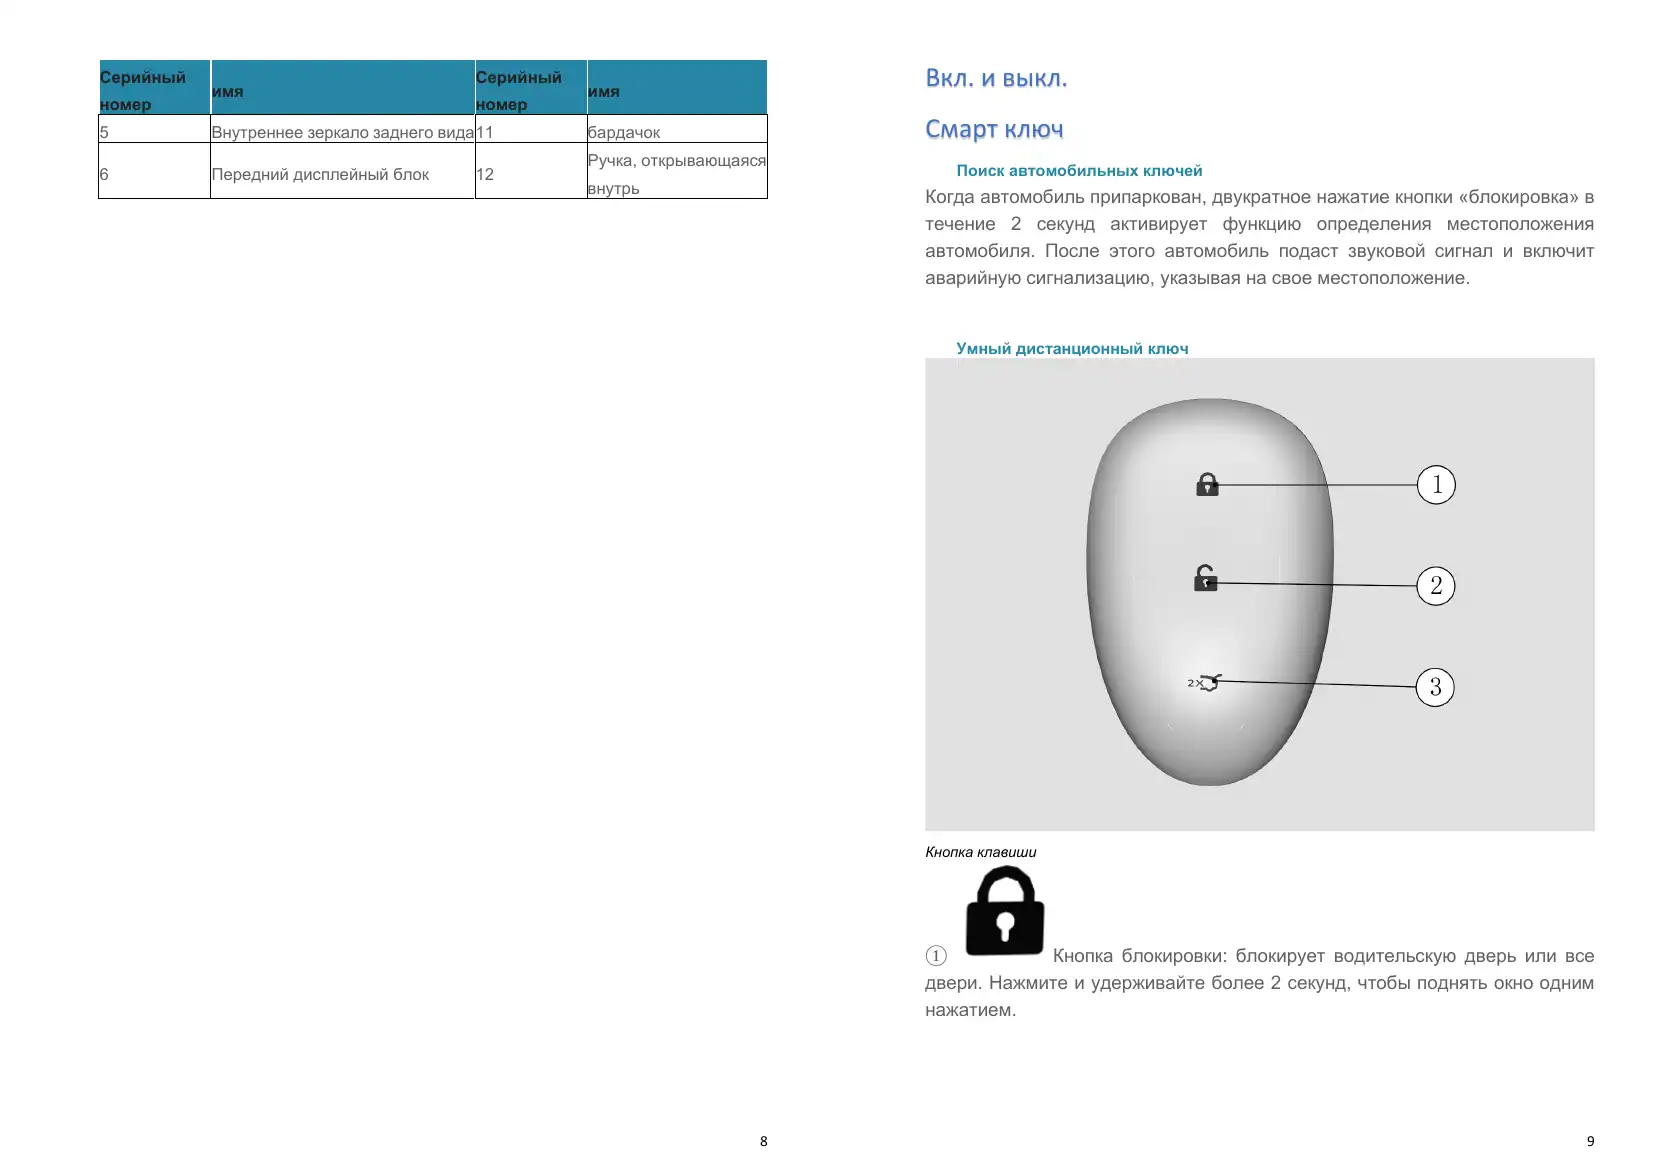 Серийный номер
имя
Серийный номер
имя
5
Внутреннее зеркало заднего вида
11
бардачок
6
Передний дисплейный блок
12
Ручка, открывающаяся
внутрь
8
Вкл. и выкл.
Смарт ключ
Поиск автомобильных ключей
Когда автомобиль припаркован, двукратное нажатие кнопки «блокировка» в
течение 2 секунд активирует функцию определения местоположения
автомобиля. После этого автомобиль подаст звуковой сигнал и включит
аварийную сигнализацию, указывая на свое местоположение.
Умный дистанционный ключ
1
2
2×
3
Кнопка клавиши
① Кнопка блокировки: блокирует водительскую дверь или все
двери. Нажмите и удерживайте более 2 секунд, чтобы поднять окно одним
нажатием.
9